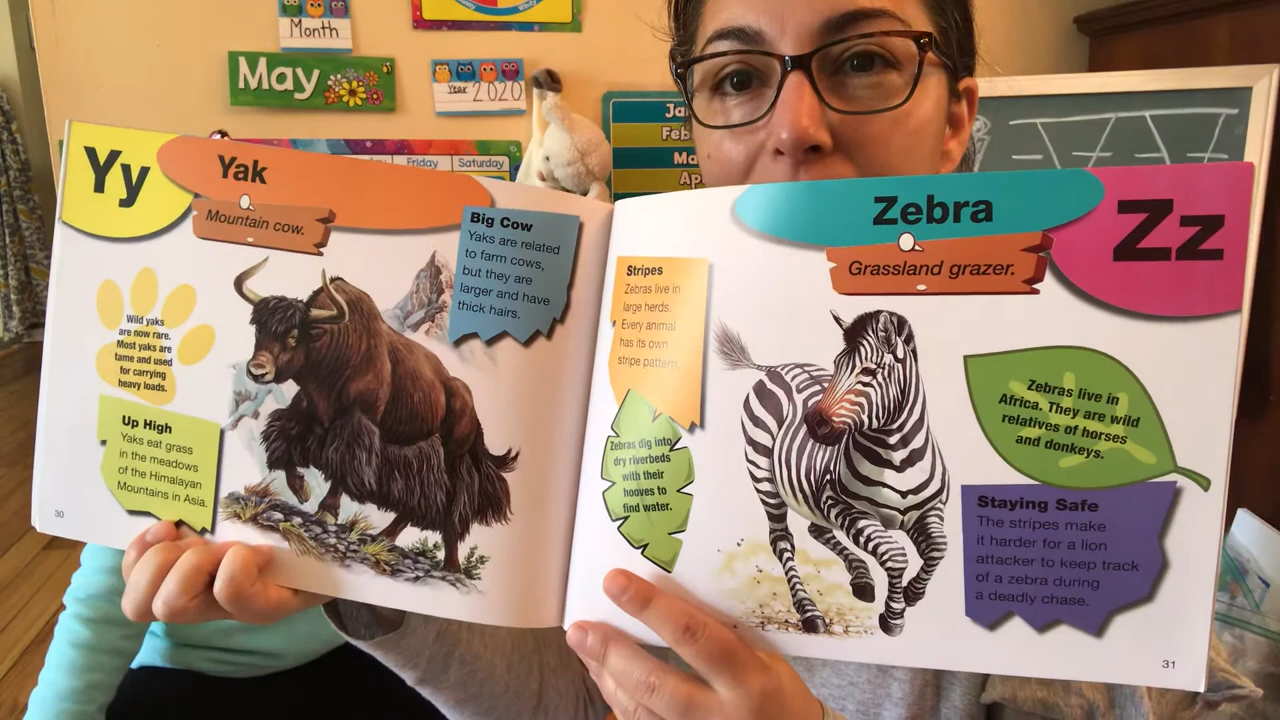 Month
May
Year 2020
Friday
Saturday
Yy
Yak
Mountain cow.
Big Cow
Yaks are related
to farm cows,
but they are
larger and have
thick hairs.
Wild yaks
are now rare.
Most yaks are
tame and used
for carrying
heavy loads.
Up High
Yaks eat grass
in the meadows
of the Himalayan
Mountains in Asia.
30
Zebra
Zz
Grassland grazer.
Stripes
Zebras live in
large herds.
Every animal
has its own
stripe pattern.
Zebras dig into
dry riverbeds
with their
hooves to
find water.
Zebras live in
Africa. They are wild
relatives of horses
and donkeys.
Staying Safe
The stripes make
it harder for a lion
attacker to keep track
of a zebra during
a deadly chase.
31